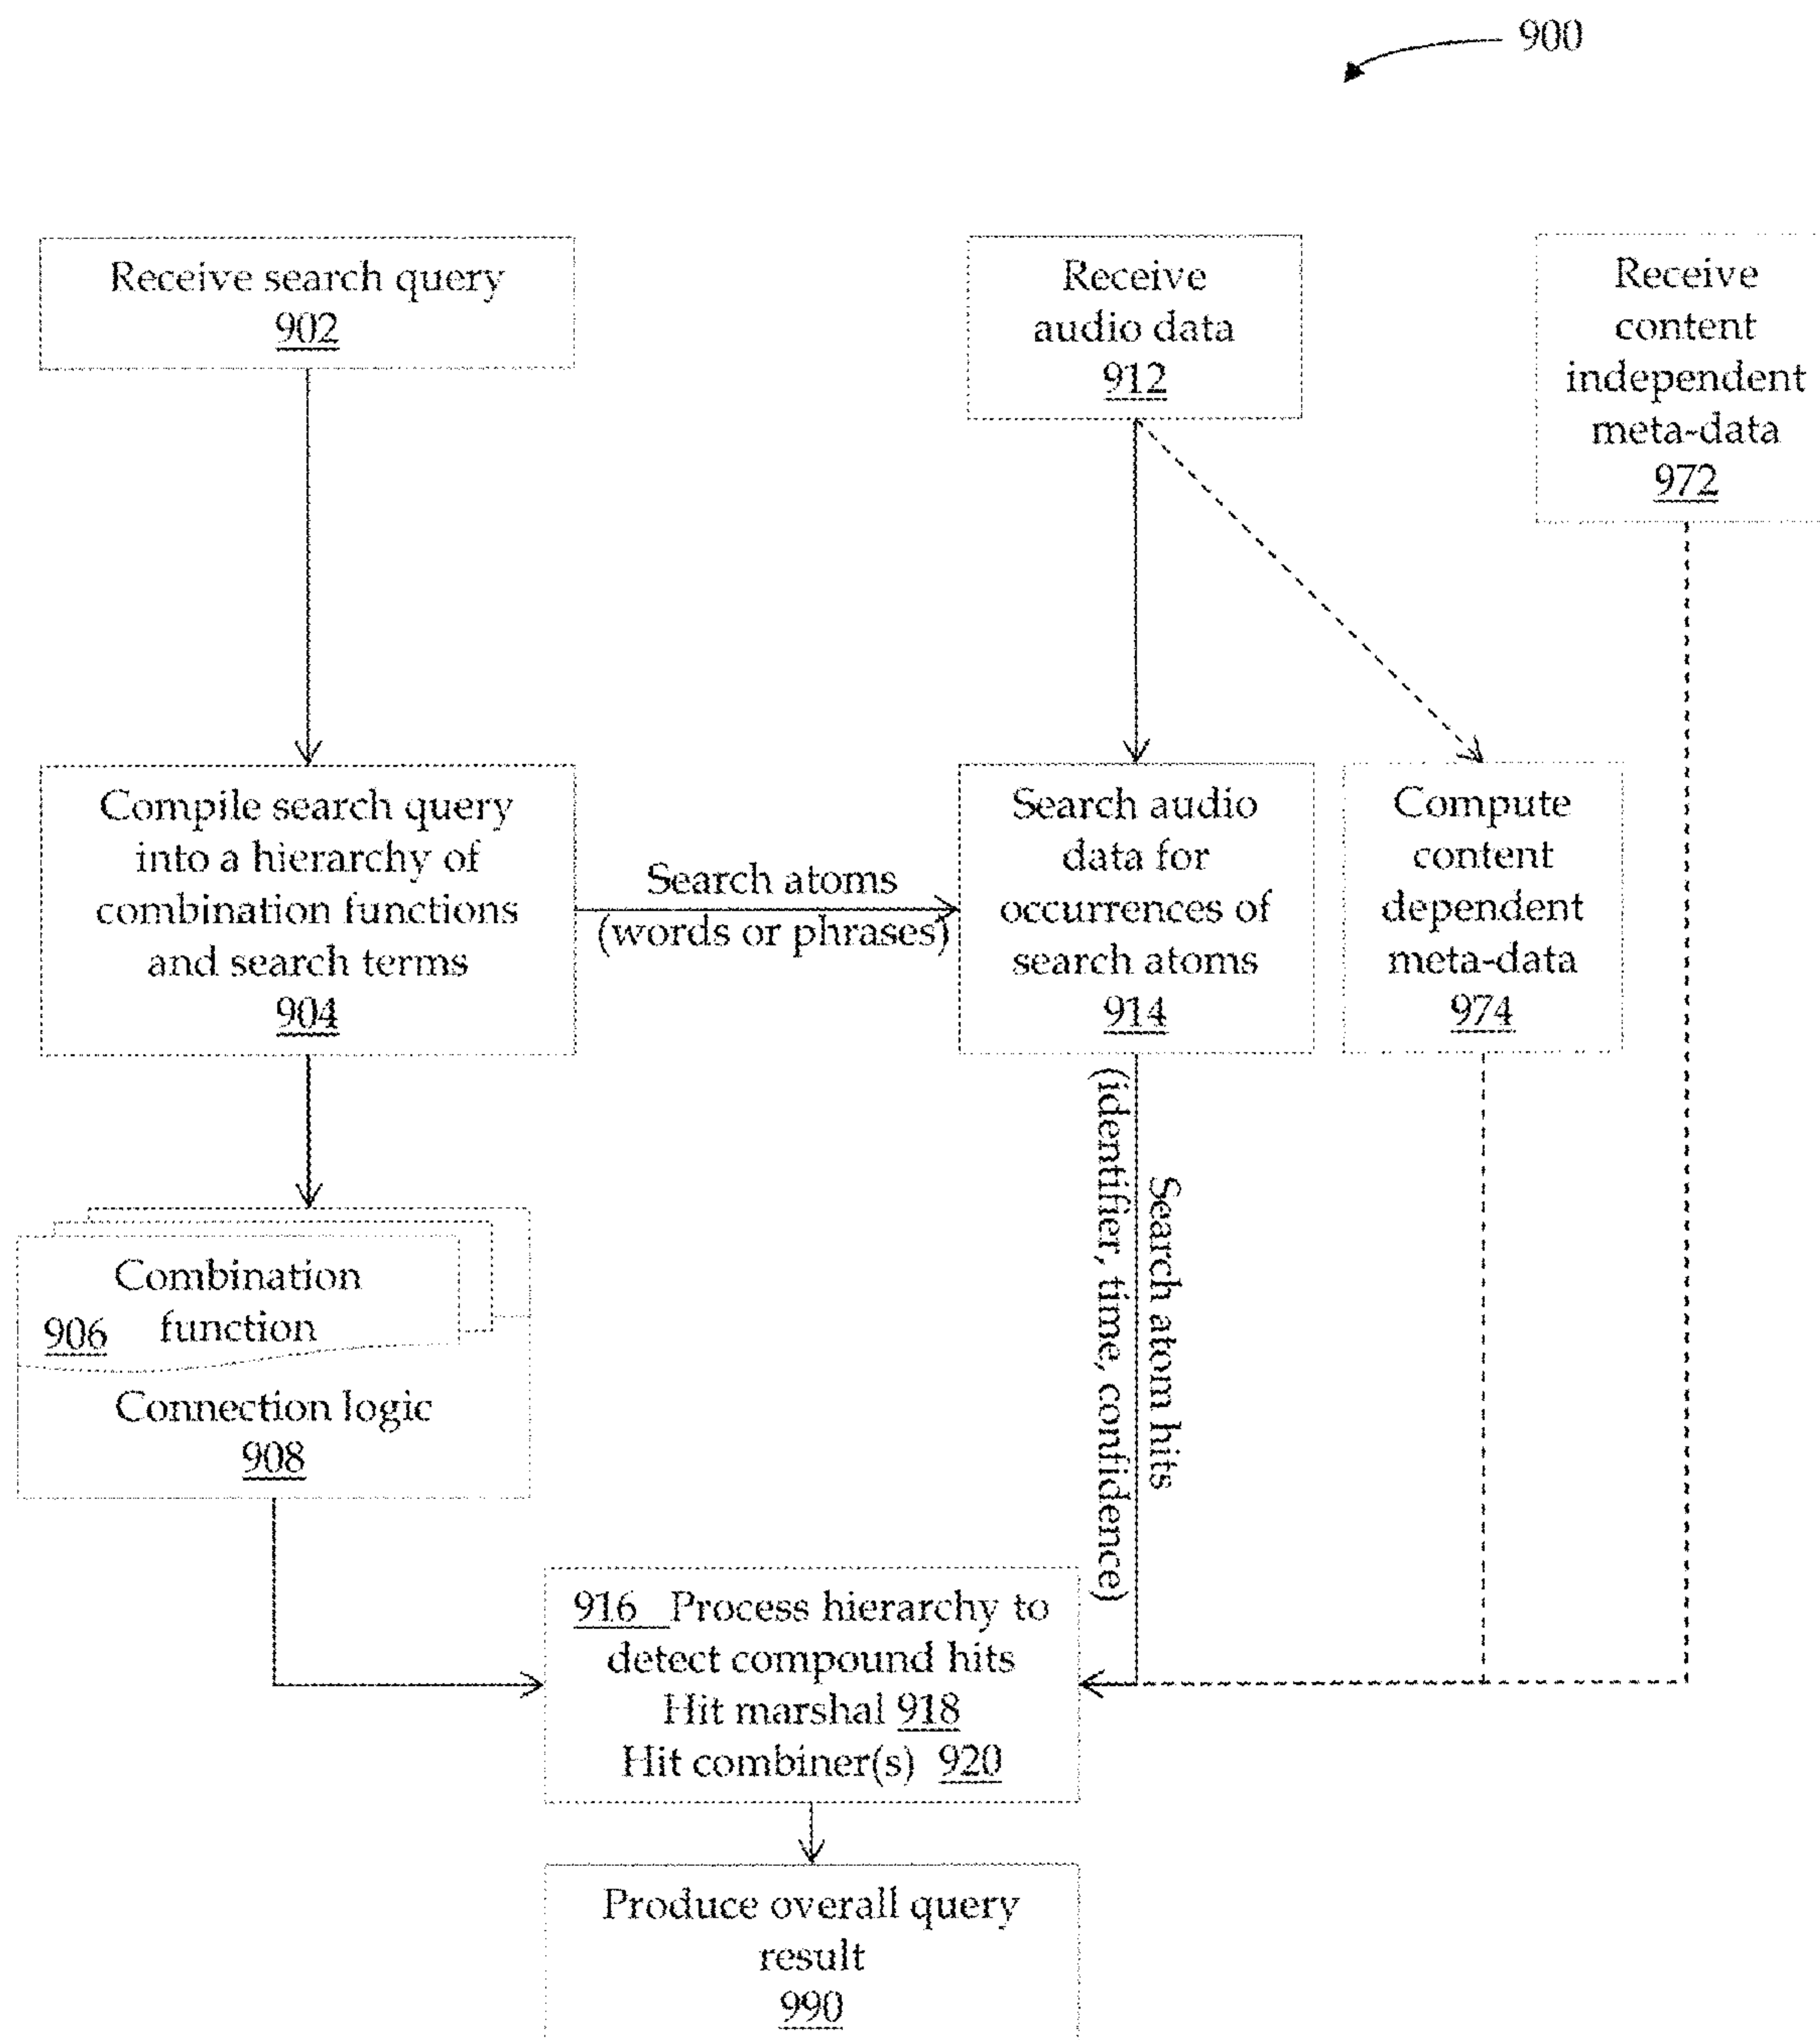 900
Receive search query
902
Receive
audio data
912
Receive
content
independent
meta-data
972
Compile search query
into a hierarchy of
combination functions
and search terms
904
Search atoms
(words or phrases)
Search audio
data for
occurrences of
search atoms
914
Compute
content
dependent
meta-data
974
Search atom hits
(identifier, time, confidence)
Combination
906 function
Connection logic
908
916 Process hierarchy to
detect compound hits
Hit marshal 918
Hit combiner(s) 920
Produce overall query
result
990